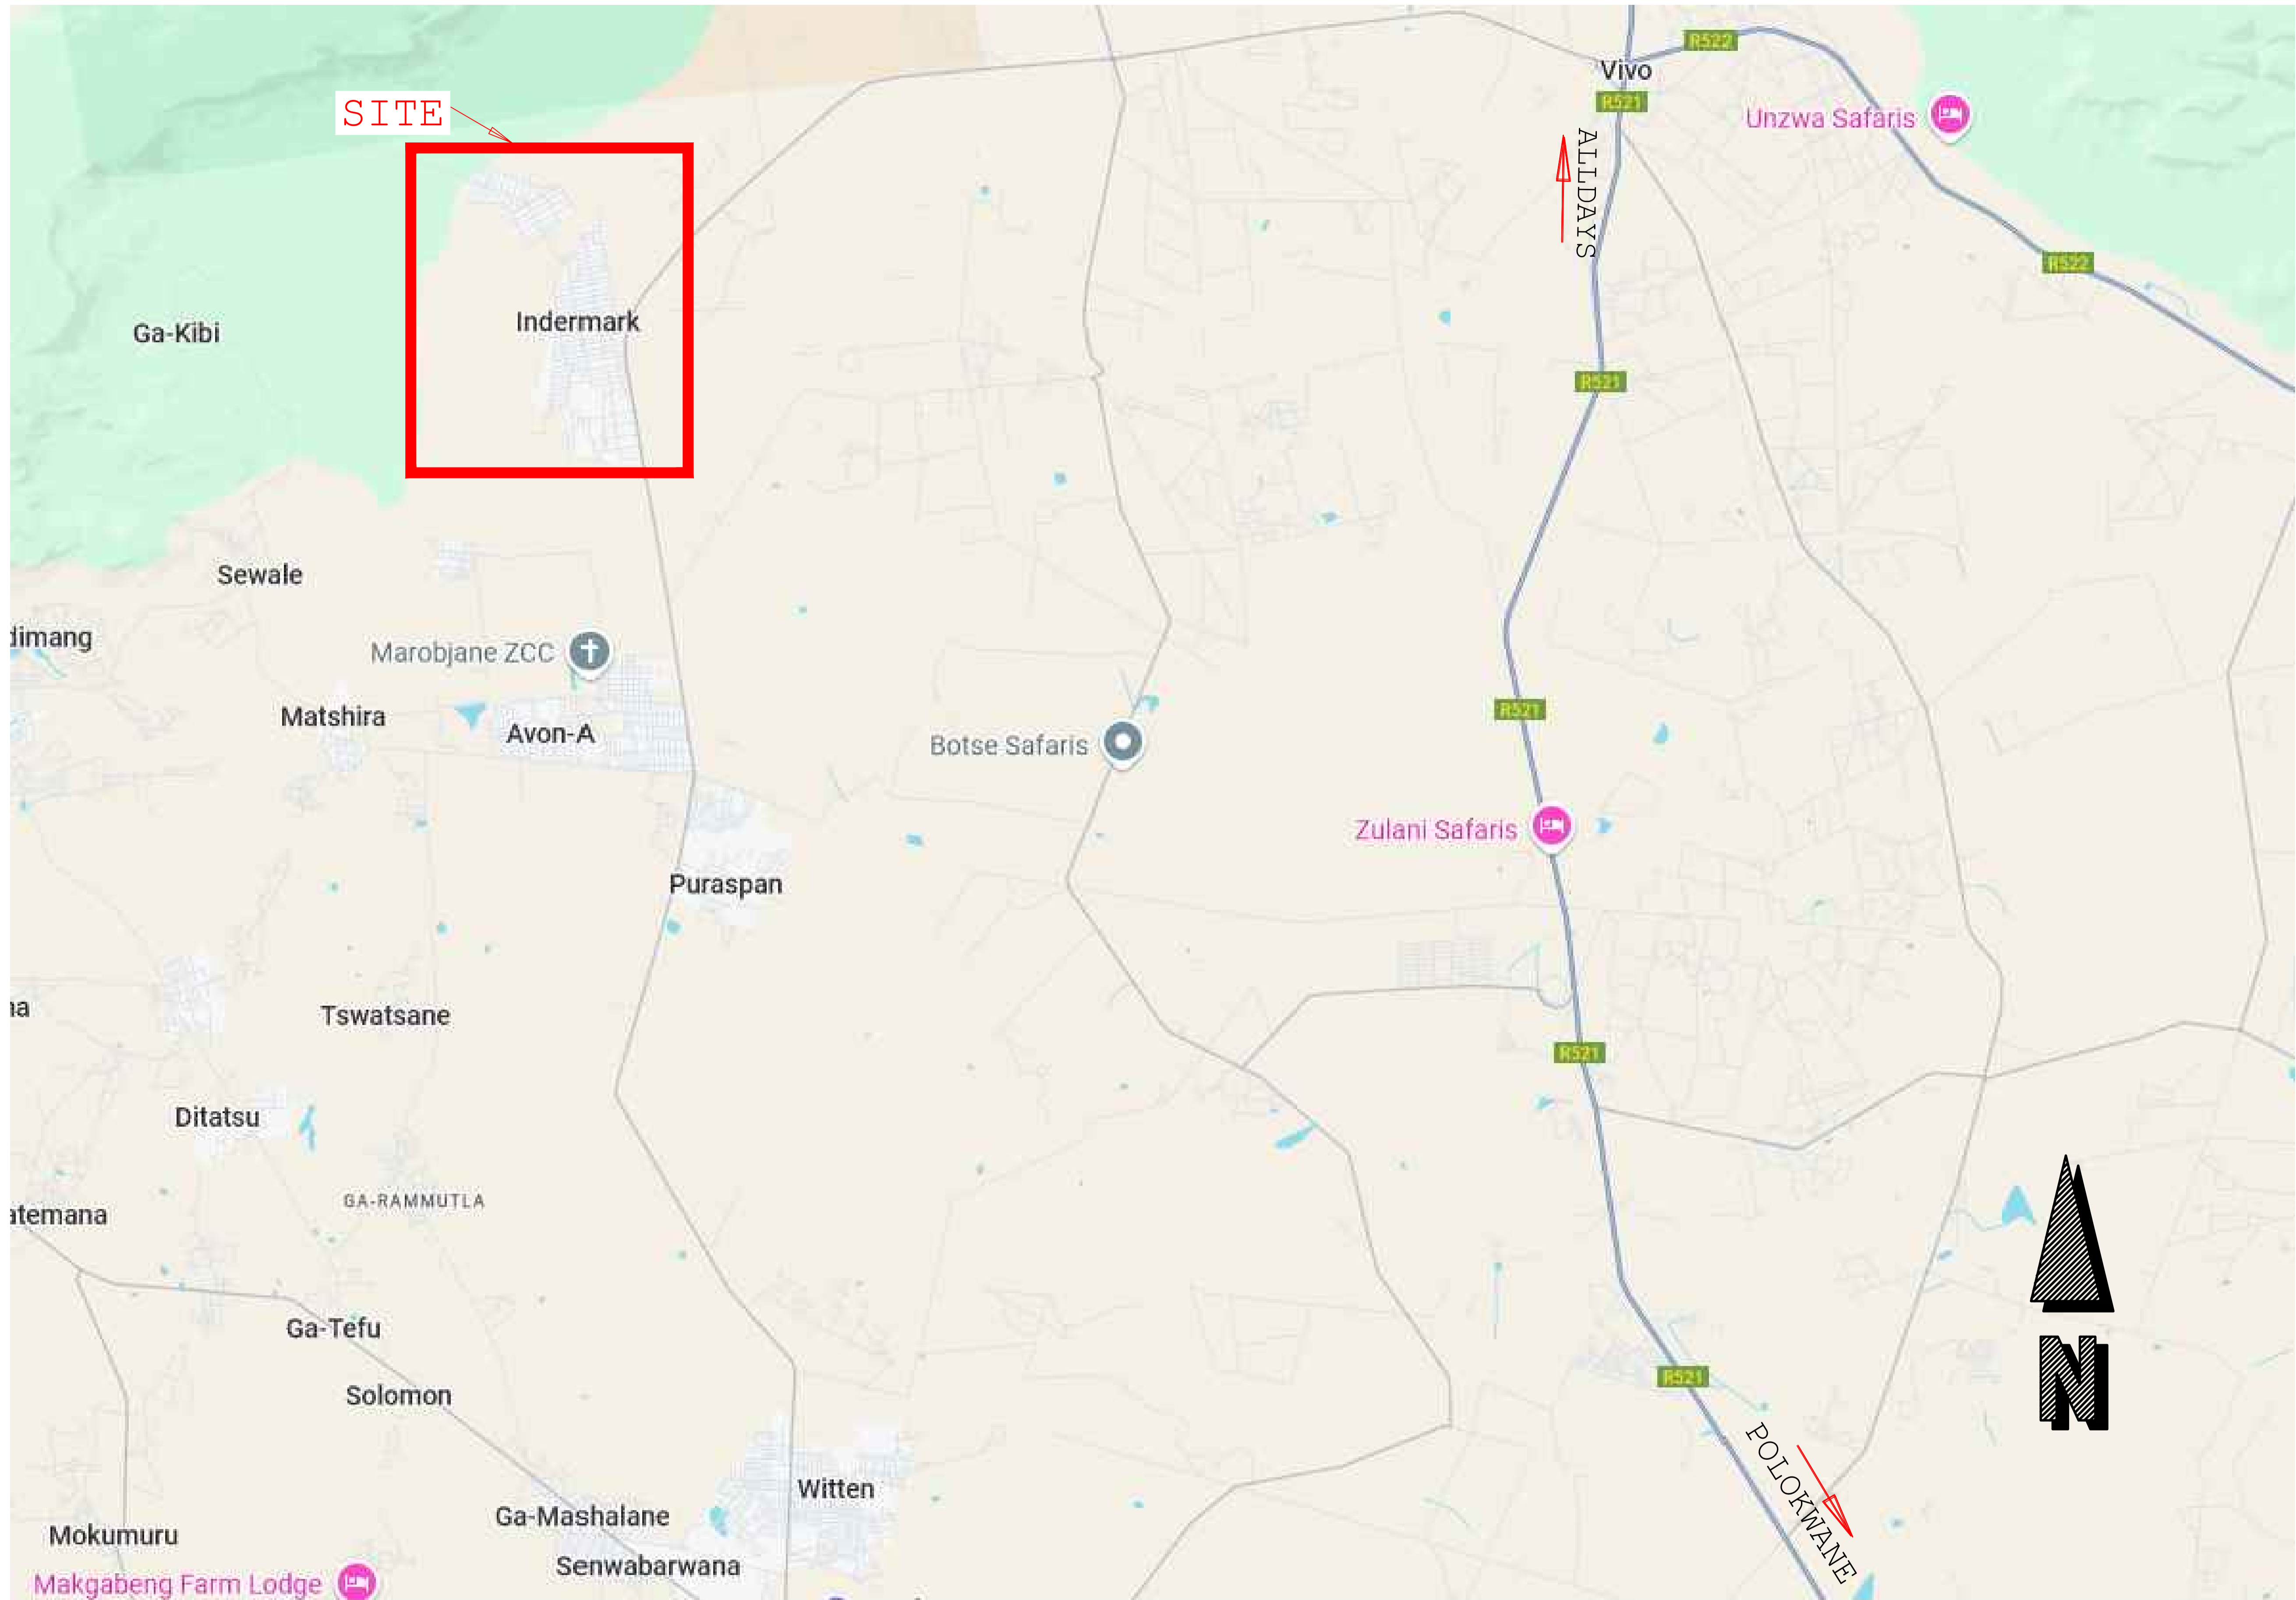 R522
Vivo
R521
SITE
Unzwa Safaris
ALLDAYS
R522
Indermark
Ga-Kibi
R521
Sewale
dimang
Marobjane ZCC
Matshira
Avon-A
R521
Botse Safaris
Zulani Safaris
Puraspan
Tswatsane
R521
Ditatsu
GA-RAMMUTLA
atemana
Ga-Tefu
R521
Solomon
N
POLOKWANE
Witten
Ga-Mashalane
Mokumuru
Senwabarwana
Makgabeng Farm Lodge